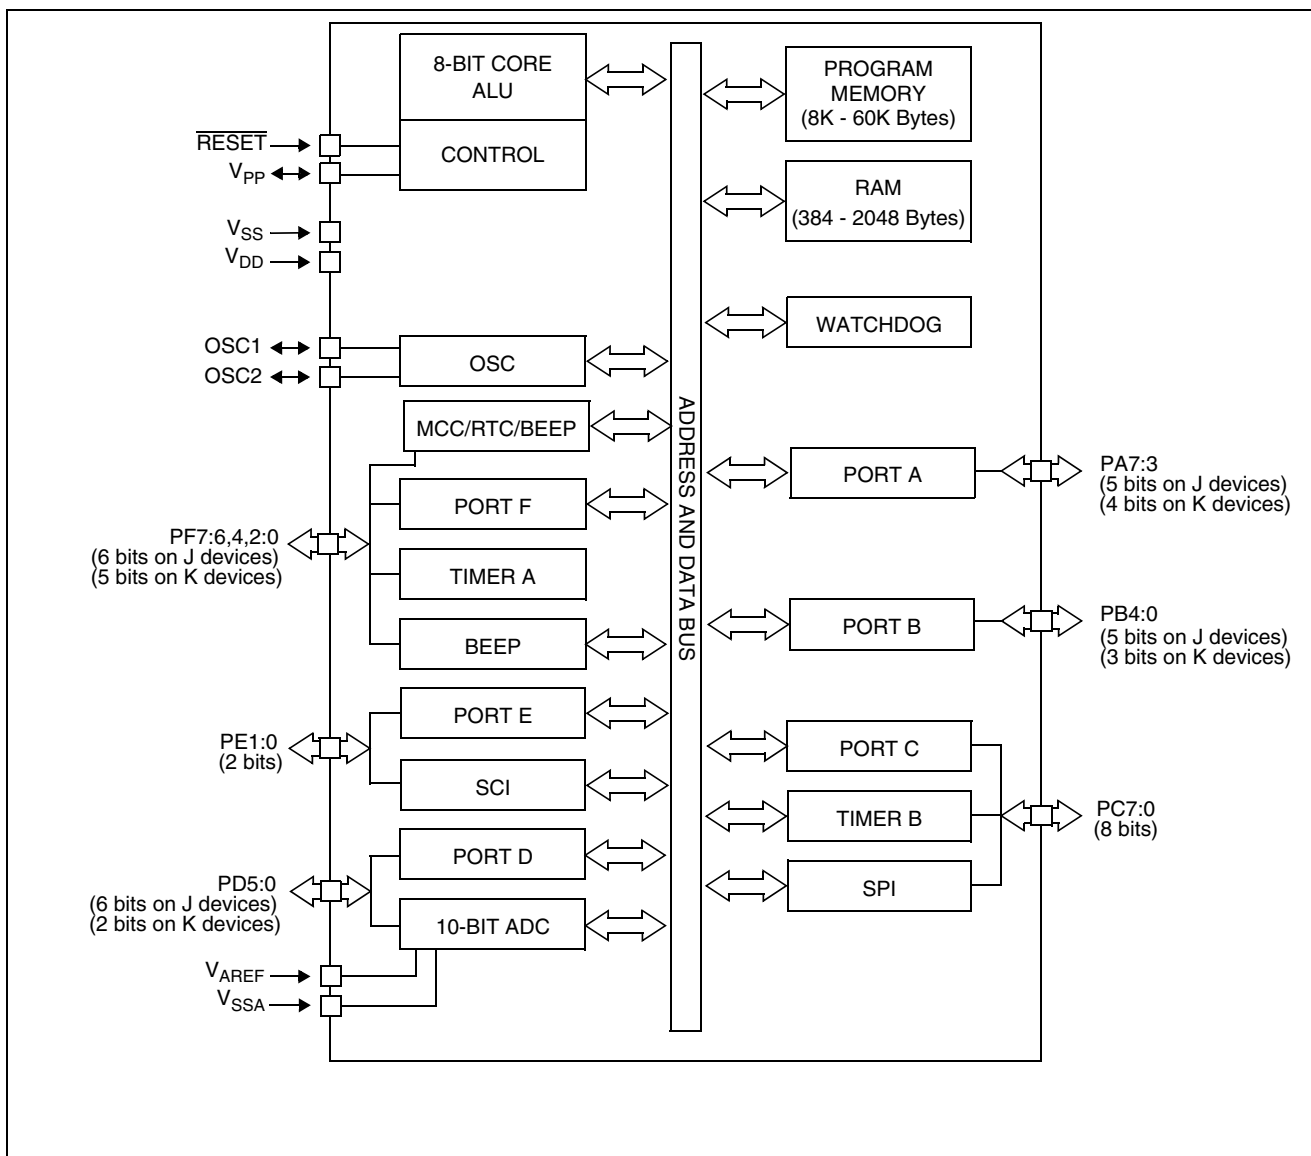 8-BIT CORE
ALU
CONTROL
RESET
VPP
VSS
VDD
OSC1
OSC2
OSC
MCC/RTC/BEEP
PORT F
PF7:6,4,2:0
(6 bits on J devices)
(5 bits on K devices)
TIMER A
BEEP
PORT E
PE1:0
(2 bits)
SCI
PORT D
PD5:0
(6 bits on J devices)
(2 bits on K devices)
10-BIT ADC
VAREF
VSSA
ADDRESS AND DATA BUS
PROGRAM
MEMORY
(8K - 60K Bytes)
RAM
(384 - 2048 Bytes)
WATCHDOG
PORT A
PA7:3
(5 bits on J devices)
(4 bits on K devices)
PORT B
PB4:0
(5 bits on J devices)
(3 bits on K devices)
PORT C
TIMER B
PC7:0
(8 bits)
SPI